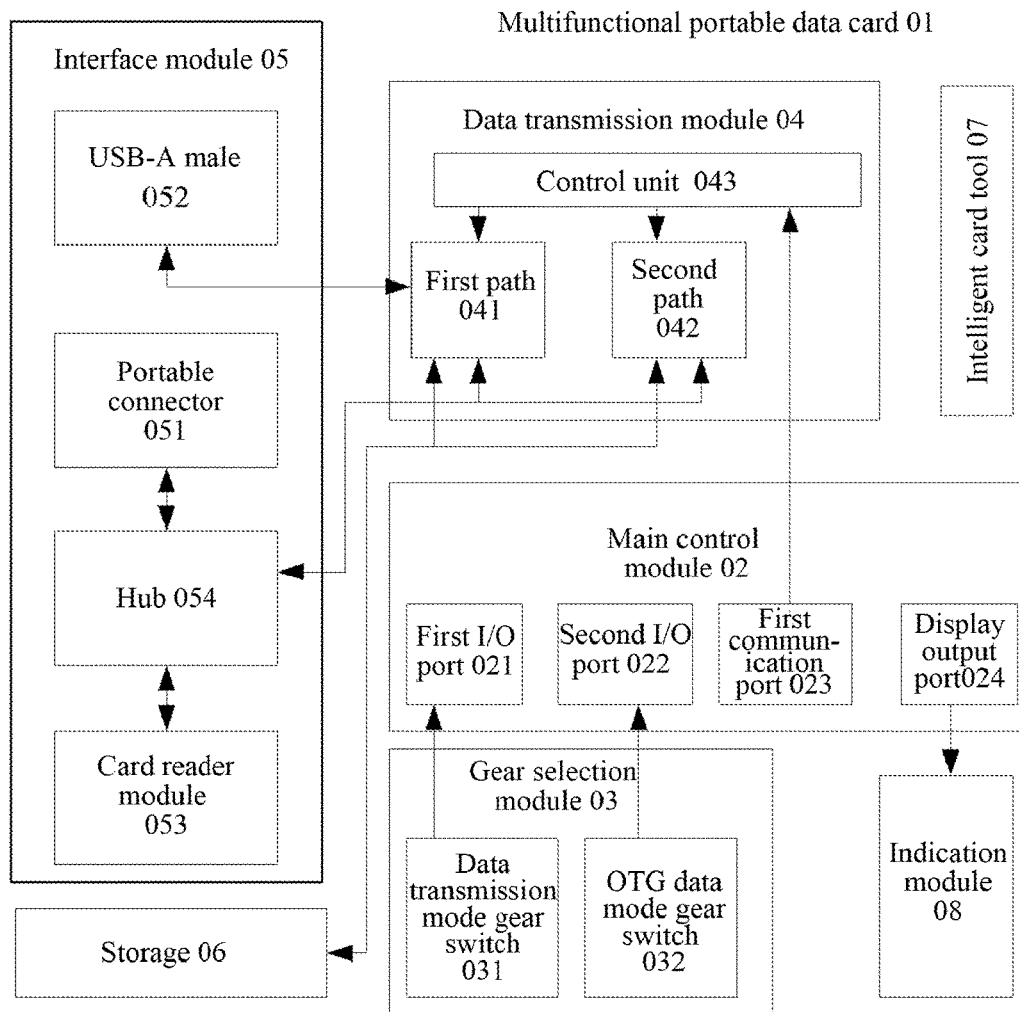 Multifunctional portable data card 01
Interface module 05
USB-A male
052
Portable
connector
051
Hub 054
Card reader
module
053
Storage 06
Data transmission module 04
Control unit 043
First path
041
Second
path
042
Intelligent card tool 07
Main control
module 02
First I/O
port 021
Second I/O
port 022
First
commun-
ication
port 023
Display
output
port024
Gear selection
module 03
Data
transmission
mode gear
switch
031
OTG data
mode gear
switch
032
Indication
module
08